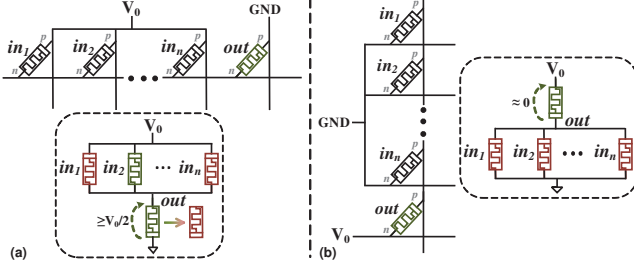 V₀
GND
in₁ p n
in₂ p n
••• inₙ p n
out p n
V₀
in₁ in₂ ··· inₙ
out
≥V₀/2
(a)
in₁ p n
in₂ p n
GND
inₙ p n
out p n
V₀
V₀
≈ 0
out
in₁ in₂ ••• inₙ
(b)